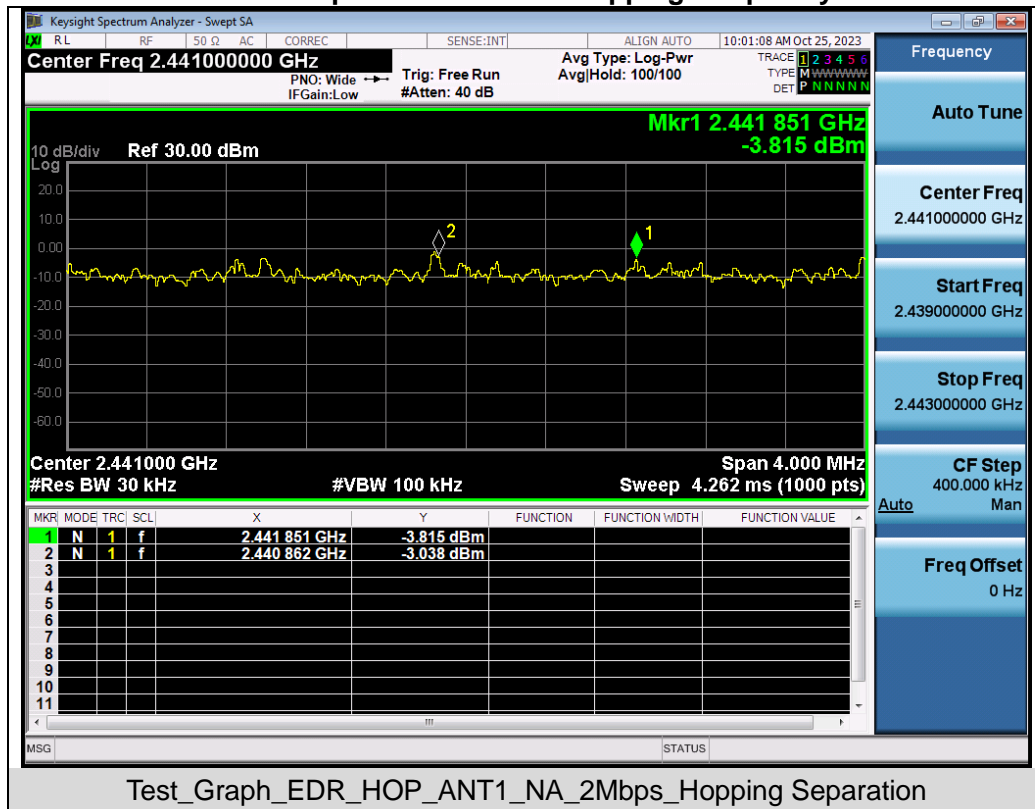 Keysight Spectrum Analyzer - Swept SA
LXI RL RF 50 Ω AC CORREC SENSE:INT ALIGN AUTO 10:01:08 AM Oct 25, 2023
Center Freq 2.441000000 GHz
PNO: Wide
IFGain:Low
Trig: Free Run
#Atten: 40 dB
Avg Type: Log-Pwr
Avg|Hold: 100/100
TRACE 1 2 3 4 5 6
TYPE M WWWWW
DET P N N N N N
Mkr1 2.441 851 GHz
-3.815 dBm
10 dB/div Ref 30.00 dBm
Log
20.0
10.0
0.00
-10.0
-20.0
-30.0
-40.0
-50.0
-60.0
2
1
Center 2.441000 GHz Span 4.000 MHz
#Res BW 30 kHz #VBW 100 kHz Sweep 4.262 ms (1000 pts)
MKR MODE TRC SCL X Y FUNCTION FUNCTION WIDTH FUNCTION VALUE
1 N 1 f 2.441 851 GHz -3.815 dBm
2 N 1 f 2.440 862 GHz -3.038 dBm
3
4
5
6
7
8
9
10
11
MSG STATUS
Frequency
Auto Tune
Center Freq
2.441000000 GHz
Start Freq
2.439000000 GHz
Stop Freq
2.443000000 GHz
CF Step
400.000 kHz
Auto Man
Freq Offset
0 Hz
Test_Graph_EDR_HOP_ANT1_NA_2Mbps_Hopping Separation